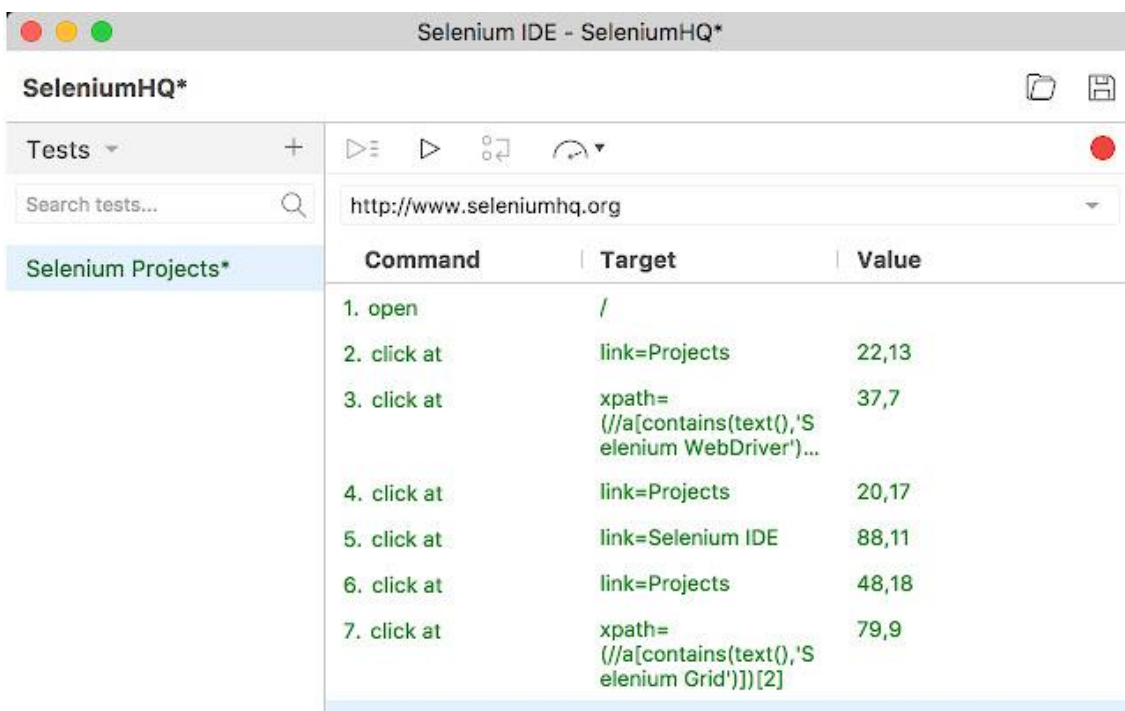 Selenium IDE - SeleniumHQ*
SeleniumHQ*
Tests
Search tests...
Selenium Projects*
http://www.seleniumhq.org
Command Target Value
1. open /
2. click at link=Projects 22,13
3. click at xpath= 37,7
(//a[contains(text(),'S
elenium WebDriver')...
4. click at link=Projects 20,17
5. click at link=Selenium IDE 88,11
6. click at link=Projects 48,18
7. click at xpath= 79,9
(//a[contains(text(),'S
elenium Grid')])[2]